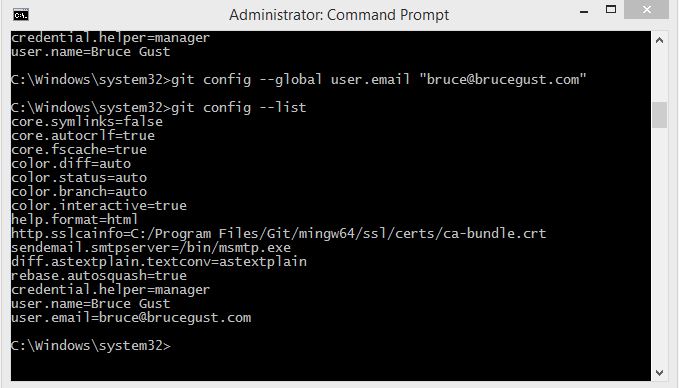 Administrator: Command Prompt
credential.helper=manager
user.name=Bruce Gust
C:\Windows\system32>git config --global user.email "bruce@brucegust.com"
C:\Windows\system32>git config --list
core.symlinks=false
core.autocrlf=true
core.fscache=true
color.diff=auto
color.status=auto
color.branch=auto
color.interactive=true
help.format=html
http.sslcainfo=C:/Program Files/Git/mingw64/ssl/certs/ca-bundle.crt
sendemail.smtpserver=/bin/msmtp.exe
diff.astextplain.textconv=astextplain
rebase.autosquash=true
credential.helper=manager
user.name=Bruce Gust
user.email=bruce@brucegust.com
C:\Windows\system32>